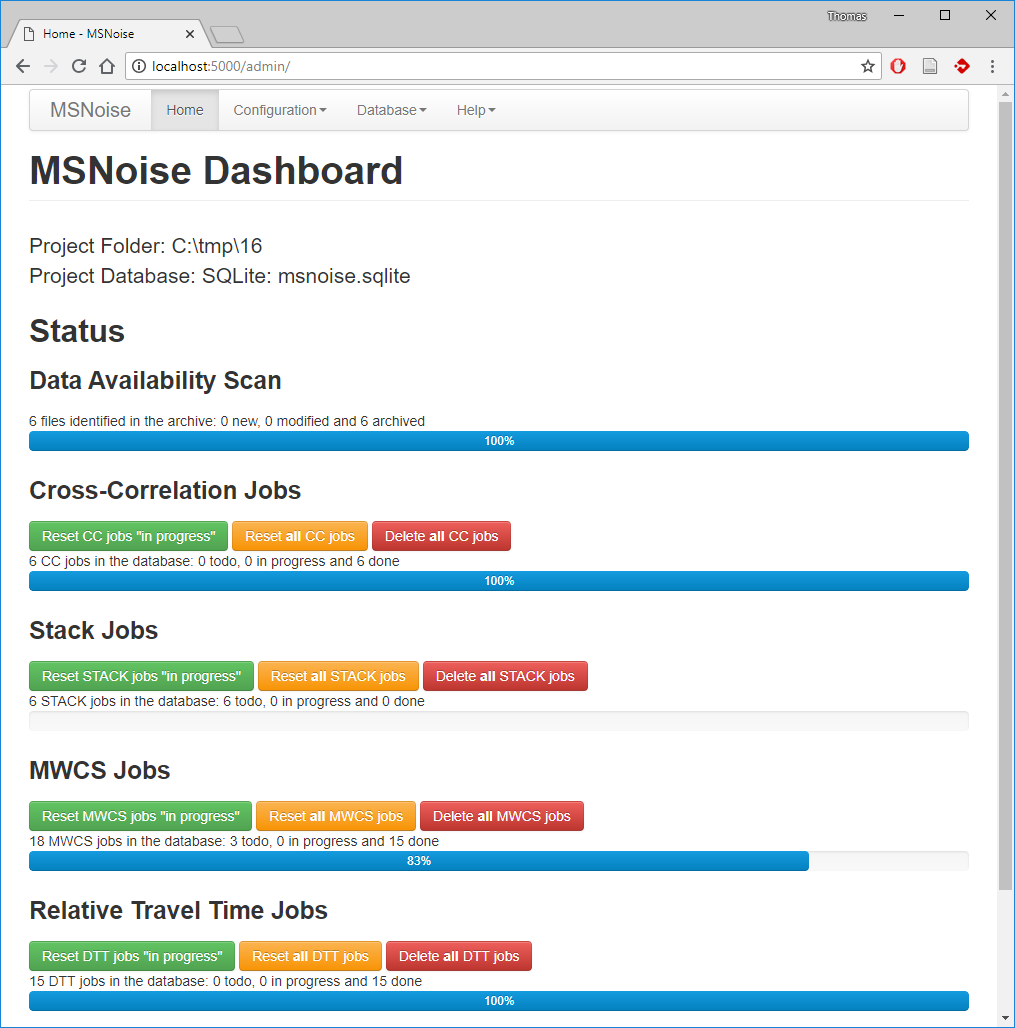 Thomas
Home - MSNoise
localhost:5000/admin/
MSNoise Home Configuration Database Help
MSNoise Dashboard
Project Folder: C:\tmp\16
Project Database: SQLite: msnoise.sqlite
Status
Data Availability Scan
6 files identified in the archive: 0 new, 0 modified and 6 archived
100%
Cross-Correlation Jobs
Reset CC jobs "in progress" Reset all CC jobs Delete all CC jobs
6 CC jobs in the database: 0 todo, 0 in progress and 6 done
100%
Stack Jobs
Reset STACK jobs "in progress" Reset all STACK jobs Delete all STACK jobs
6 STACK jobs in the database: 6 todo, 0 in progress and 0 done
MWCS Jobs
Reset MWCS jobs "in progress" Reset all MWCS jobs Delete all MWCS jobs
18 MWCS jobs in the database: 3 todo, 0 in progress and 15 done
83%
Relative Travel Time Jobs
Reset DTT jobs "in progress" Reset all DTT jobs Delete all DTT jobs
15 DTT jobs in the database: 0 todo, 0 in progress and 15 done
100%